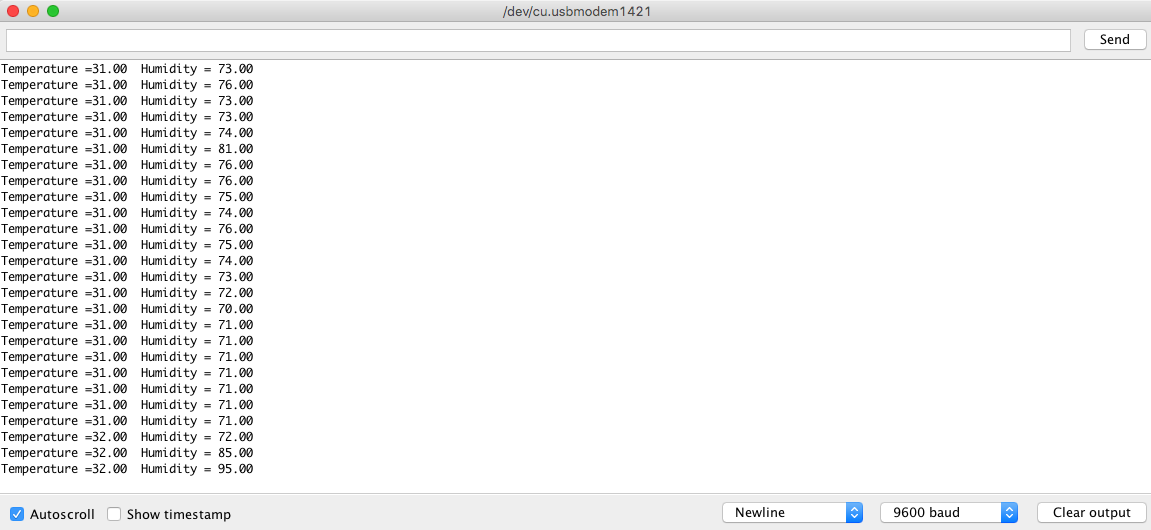 /dev/cu.usbmodem1421
Send
Temperature =31.00  Humidity = 73.00
Temperature =31.00  Humidity = 76.00
Temperature =31.00  Humidity = 73.00
Temperature =31.00  Humidity = 73.00
Temperature =31.00  Humidity = 74.00
Temperature =31.00  Humidity = 81.00
Temperature =31.00  Humidity = 76.00
Temperature =31.00  Humidity = 76.00
Temperature =31.00  Humidity = 75.00
Temperature =31.00  Humidity = 74.00
Temperature =31.00  Humidity = 76.00
Temperature =31.00  Humidity = 75.00
Temperature =31.00  Humidity = 74.00
Temperature =31.00  Humidity = 73.00
Temperature =31.00  Humidity = 72.00
Temperature =31.00  Humidity = 70.00
Temperature =31.00  Humidity = 71.00
Temperature =31.00  Humidity = 71.00
Temperature =31.00  Humidity = 71.00
Temperature =31.00  Humidity = 71.00
Temperature =31.00  Humidity = 71.00
Temperature =31.00  Humidity = 71.00
Temperature =31.00  Humidity = 71.00
Temperature =32.00  Humidity = 72.00
Temperature =32.00  Humidity = 85.00
Temperature =32.00  Humidity = 95.00
Autoscroll Show timestamp Newline 9600 baud Clear output